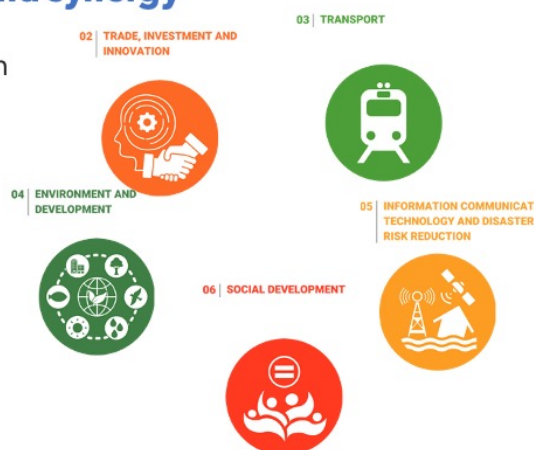 synergy
03 TRANSPORT
02 TRADE, INVESTMENT AND
INNOVATION
04 ENVIRONMENT AND
DEVELOPMENT
05 INFORMATION COMMUNICAT
TECHNOLOGY AND DISASTER
RISK REDUCTION
06 SOCIAL DEVELOPMENT